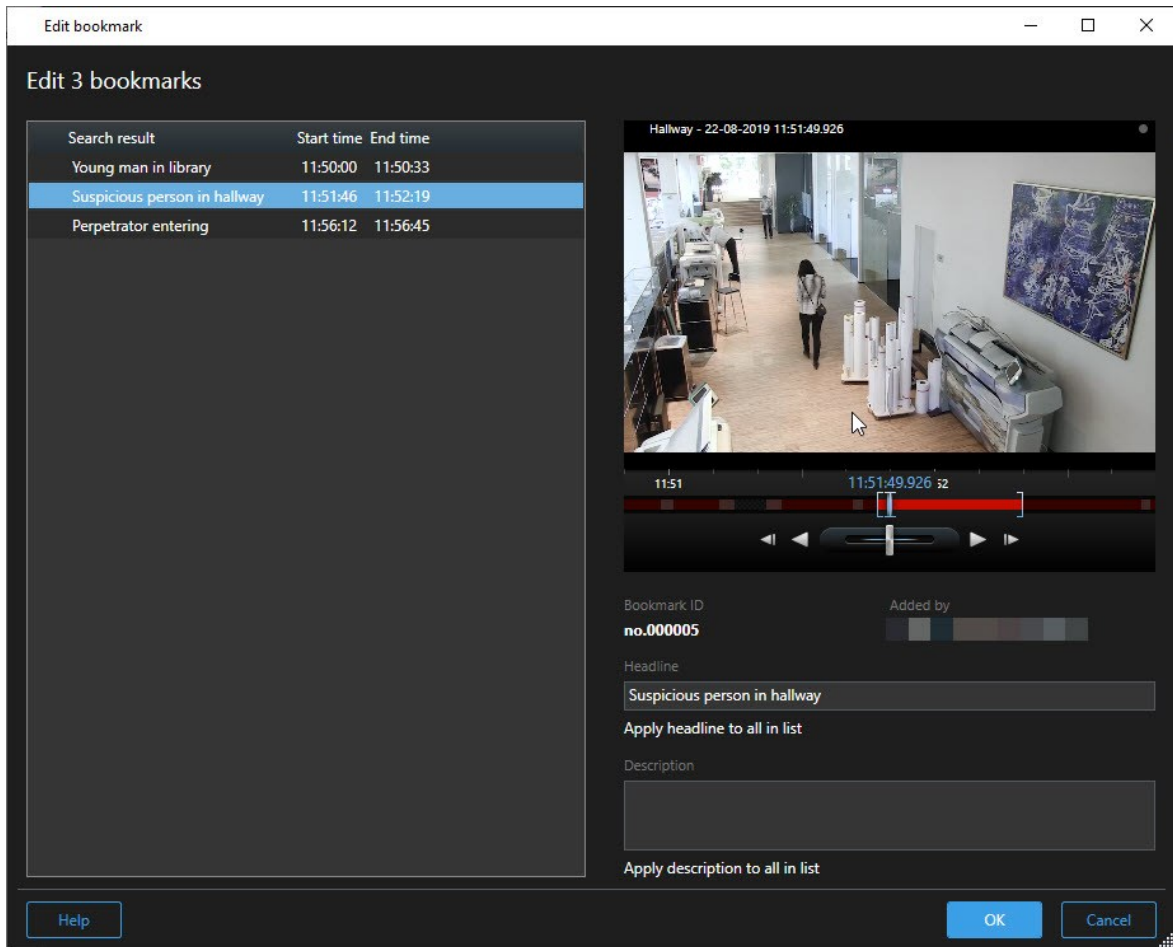 Edit bookmark
Edit 3 bookmarks
Search result Start time End time
Young man in library 11:50:00 11:50:33
Suspicious person in hallway 11:51:46 11:52:19
Perpetrator entering 11:56:12 11:56:45
Hallway - 22-08-2019 11:51:49.926
11:51 11:51:49.926 52
Bookmark ID Added by
no.000005
Headline
Suspicious person in hallway
Apply headline to all in list
Description
Apply description to all in list
Help OK Cancel